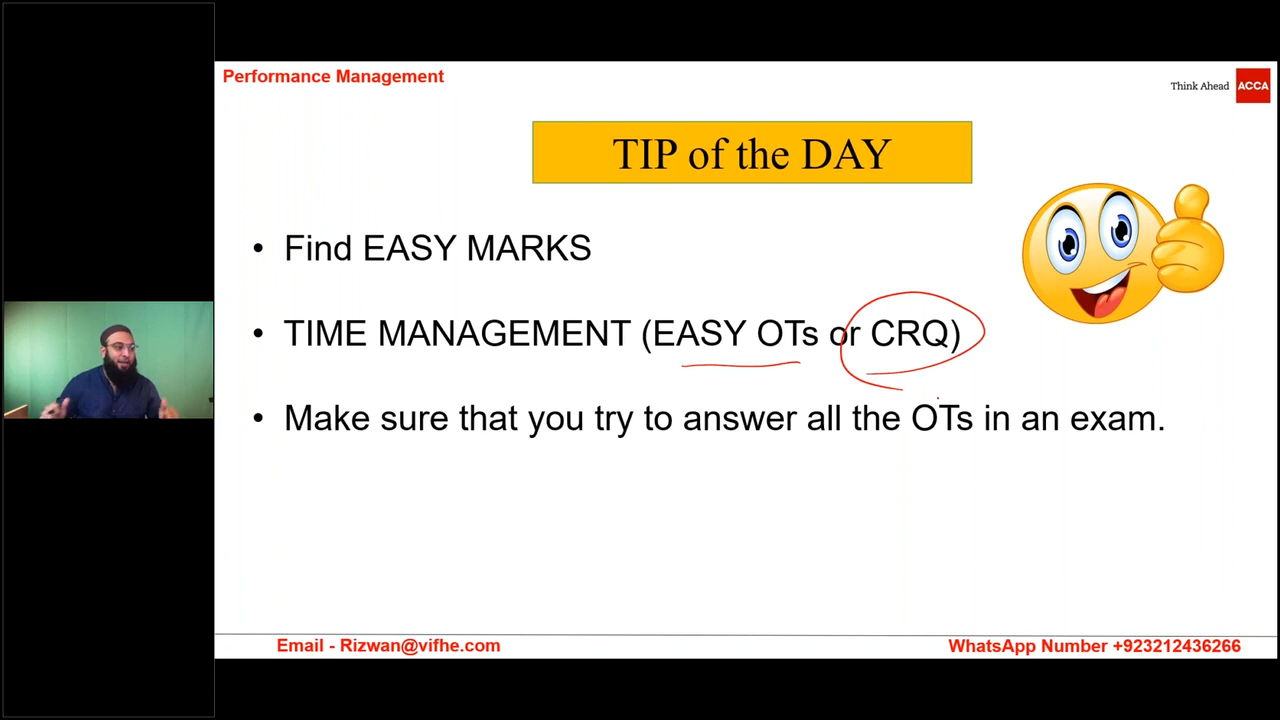 Performance Management
Think Ahead ACCA
TIP of the DAY
• Find EASY MARKS
• TIME MANAGEMENT (EASY OTs or CRQ)
• Make sure that you try to answer all the OTs in an exam.
Email - Rizwan@vifhe.com
WhatsApp Number +923212436266